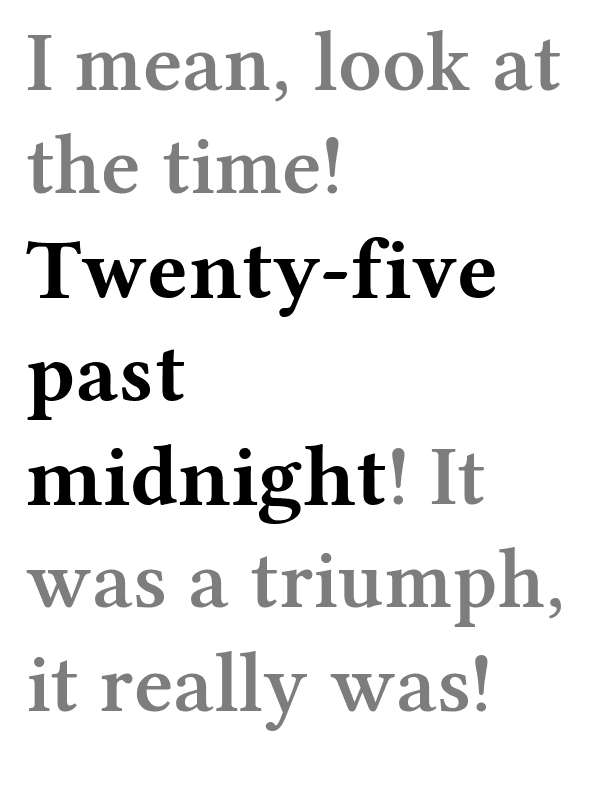 I mean, look at
the time!
Twenty-five
past
midnight! It
was a triumph,
it really was!